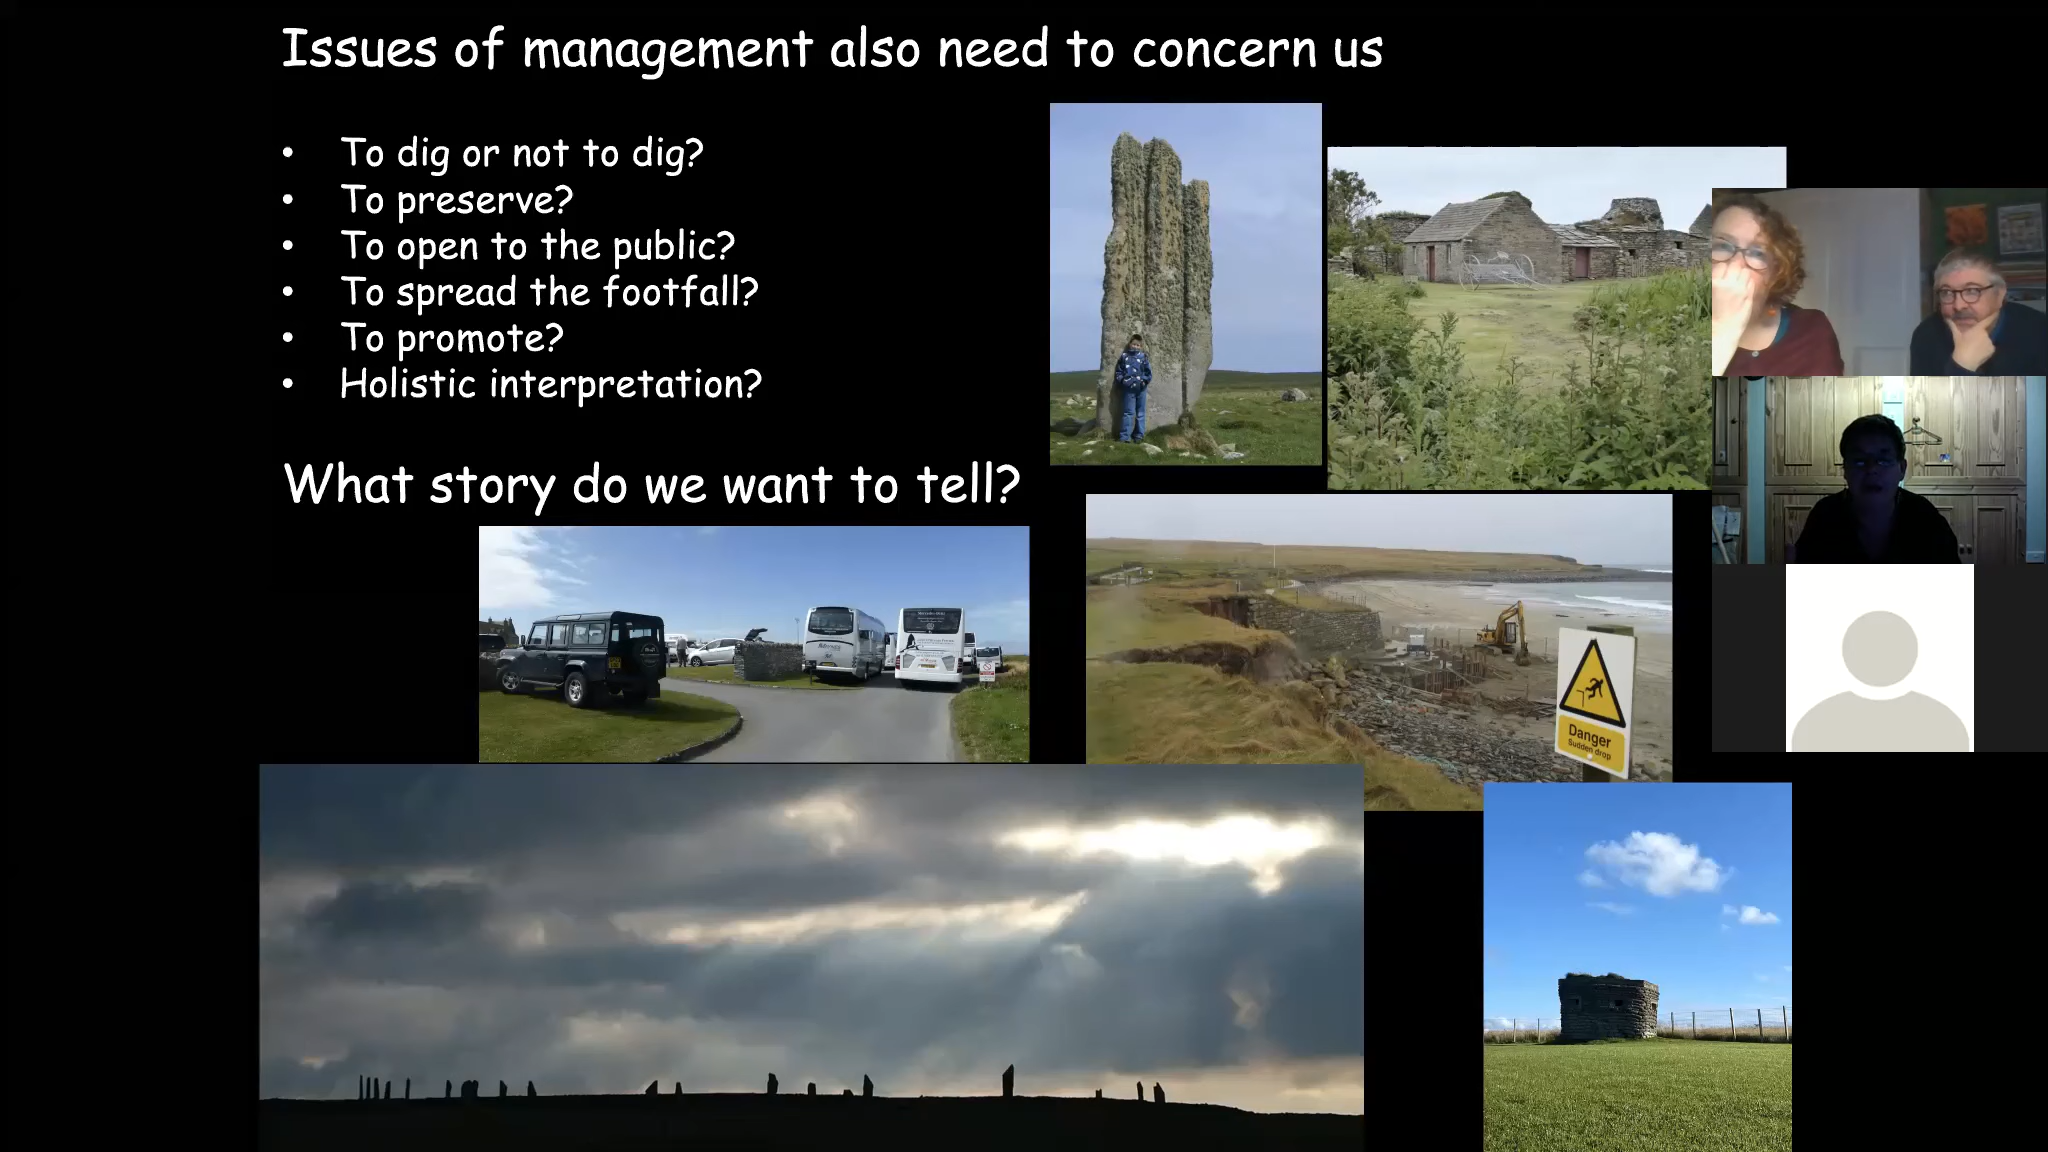 Issues of management also need to concern us
• To dig or not to dig?
• To preserve?
• To open to the public?
• To spread the footfall?
• To promote?
• Holistic interpretation?
What story do we want to tell?
Danger
Sudden drop